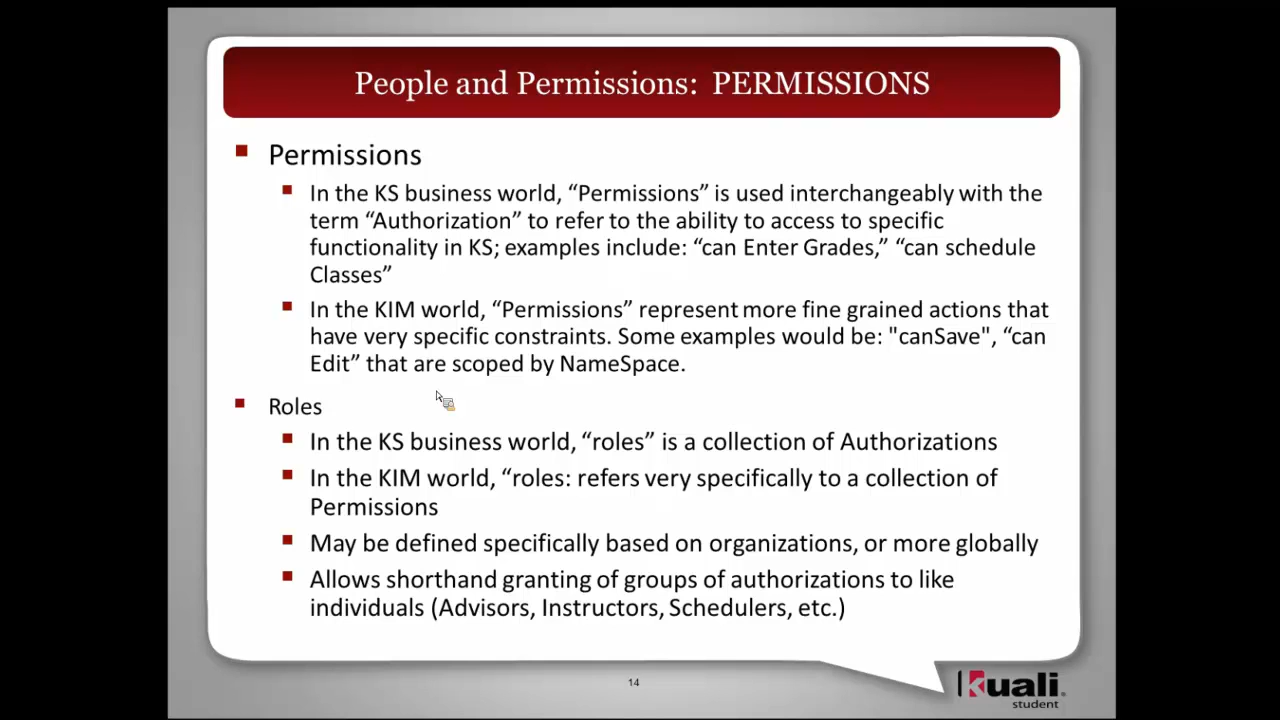 People and Permissions: PERMISSIONS
Permissions
In the KS business world, “Permissions” is used interchangeably with the
term “Authorization” to refer to the ability to access to specific
functionality in KS; examples include: “can Enter Grades,” “can schedule
Classes”
In the KIM world, “Permissions” represent more fine grained actions that
have very specific constraints. Some examples would be: "canSave", “can
Edit” that are scoped by NameSpace.
Roles
In the KS business world, “roles” is a collection of Authorizations
In the KIM world, “roles: refers very specifically to a collection of
Permissions
May be defined specifically based on organizations, or more globally
Allows shorthand granting of groups of authorizations to like
individuals (Advisors, Instructors, Schedulers, etc.)
14
kuali
student